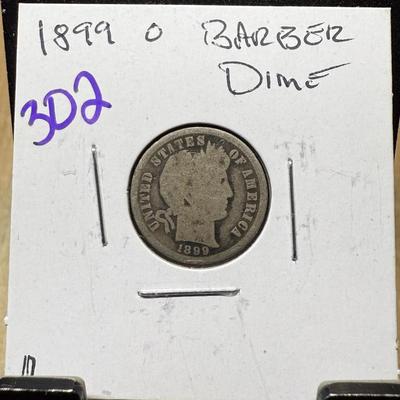 1899 O BARBER
DIME
3D2
UNITED STATES OF AMERICA
1899